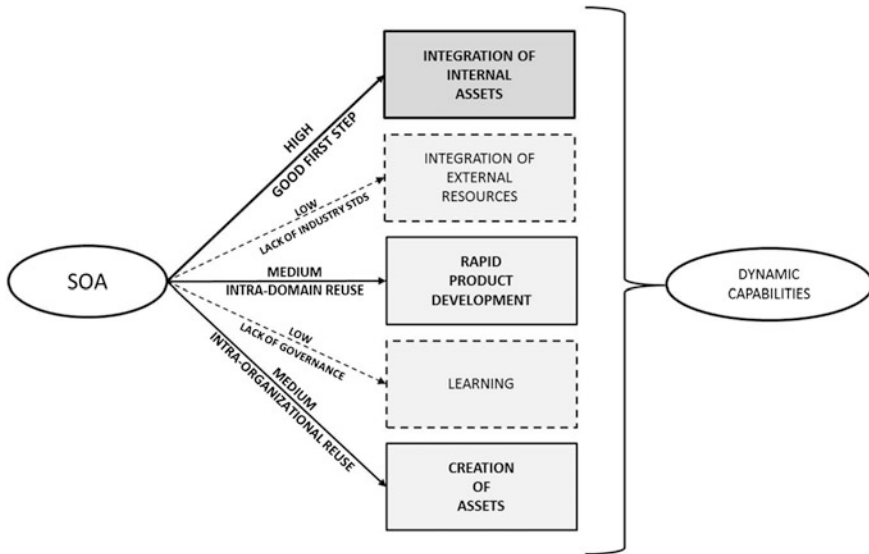 INTEGRATION OF
INTERNAL
ASSETS
HIGH
GOOD FIRST STEP
INTEGRATION OF
EXTERNAL
RESOURCES
LOW
LACK OF INDUSTRY STDS
SOA
MEDIUM
INTRA-DOMAIN REUSE
RAPID
PRODUCT
DEVELOPMENT
DYNAMIC
CAPABILITIES
LOW
LACK OF GOVERNANCE
LEARNING
MEDIUM
INTRA-ORGANIZATIONAL REUSE
CREATION
OF
ASSETS